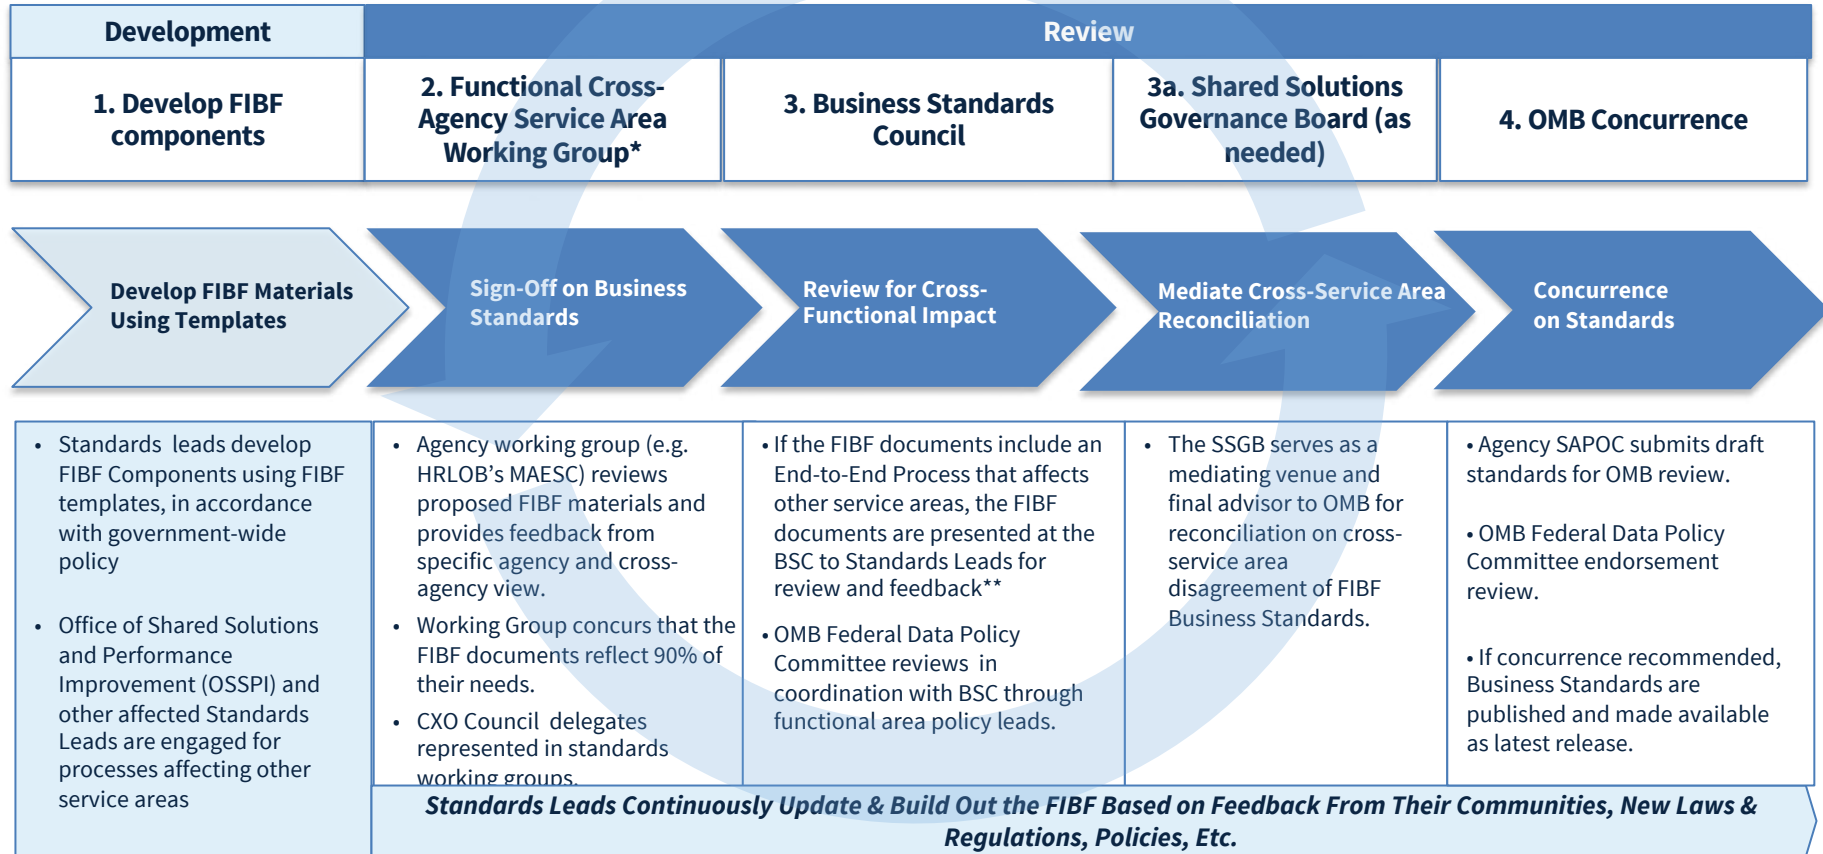 Development
Review
1. Develop FIBF
components
2. Functional Cross-
Agency Service Area
Working Group*
3. Business Standards
Council
3a. Shared Solutions
Governance Board (as
needed)
4. OMB Concurrence
Develop FIBF Materials
Using Templates
Sign-Off on Business
Standards
Review for Cross-
Functional Impact
Mediate Cross-Service Area
Reconciliation
Concurrence
on Standards
• Standards leads develop
FIBF Components using FIBF
templates, in accordance
with government-wide
policy
• Office of Shared Solutions
and Performance
Improvement (OSSPI) and
other affected Standards
Leads are engaged for
processes affecting other
service areas
• Agency working group (e.g.
HRLOB's MAESC) reviews
proposed FIBF materials and
provides feedback from
specific agency and cross-
agency view.
• Working Group concurs that the
FIBF documents reflect 90% of
their needs.
• CXO Council delegates
represented in standards
working groups.
• If the FIBF documents include an
End-to-End Process that affects
other service areas, the FIBF
documents are presented at the
BSC to Standards Leads for
review and feedback**
• OMB Federal Data Policy
Committee reviews in
coordination with BSC through
functional area policy leads.
• The SSGB serves as a
mediating venue and
final advisor to OMB for
reconciliation on cross-
service area
disagreement of FIBF
Business Standards.
• Agency SAPOC submits draft
standards for OMB review.
• OMB Federal Data Policy
Committee endorsement
review.
• If concurrence recommended,
Business Standards are
published and made available
as latest release.
Standards Leads Continuously Update & Build Out the FIBF Based on Feedback From Their Communities, New Laws &
Regulations, Policies, Etc.